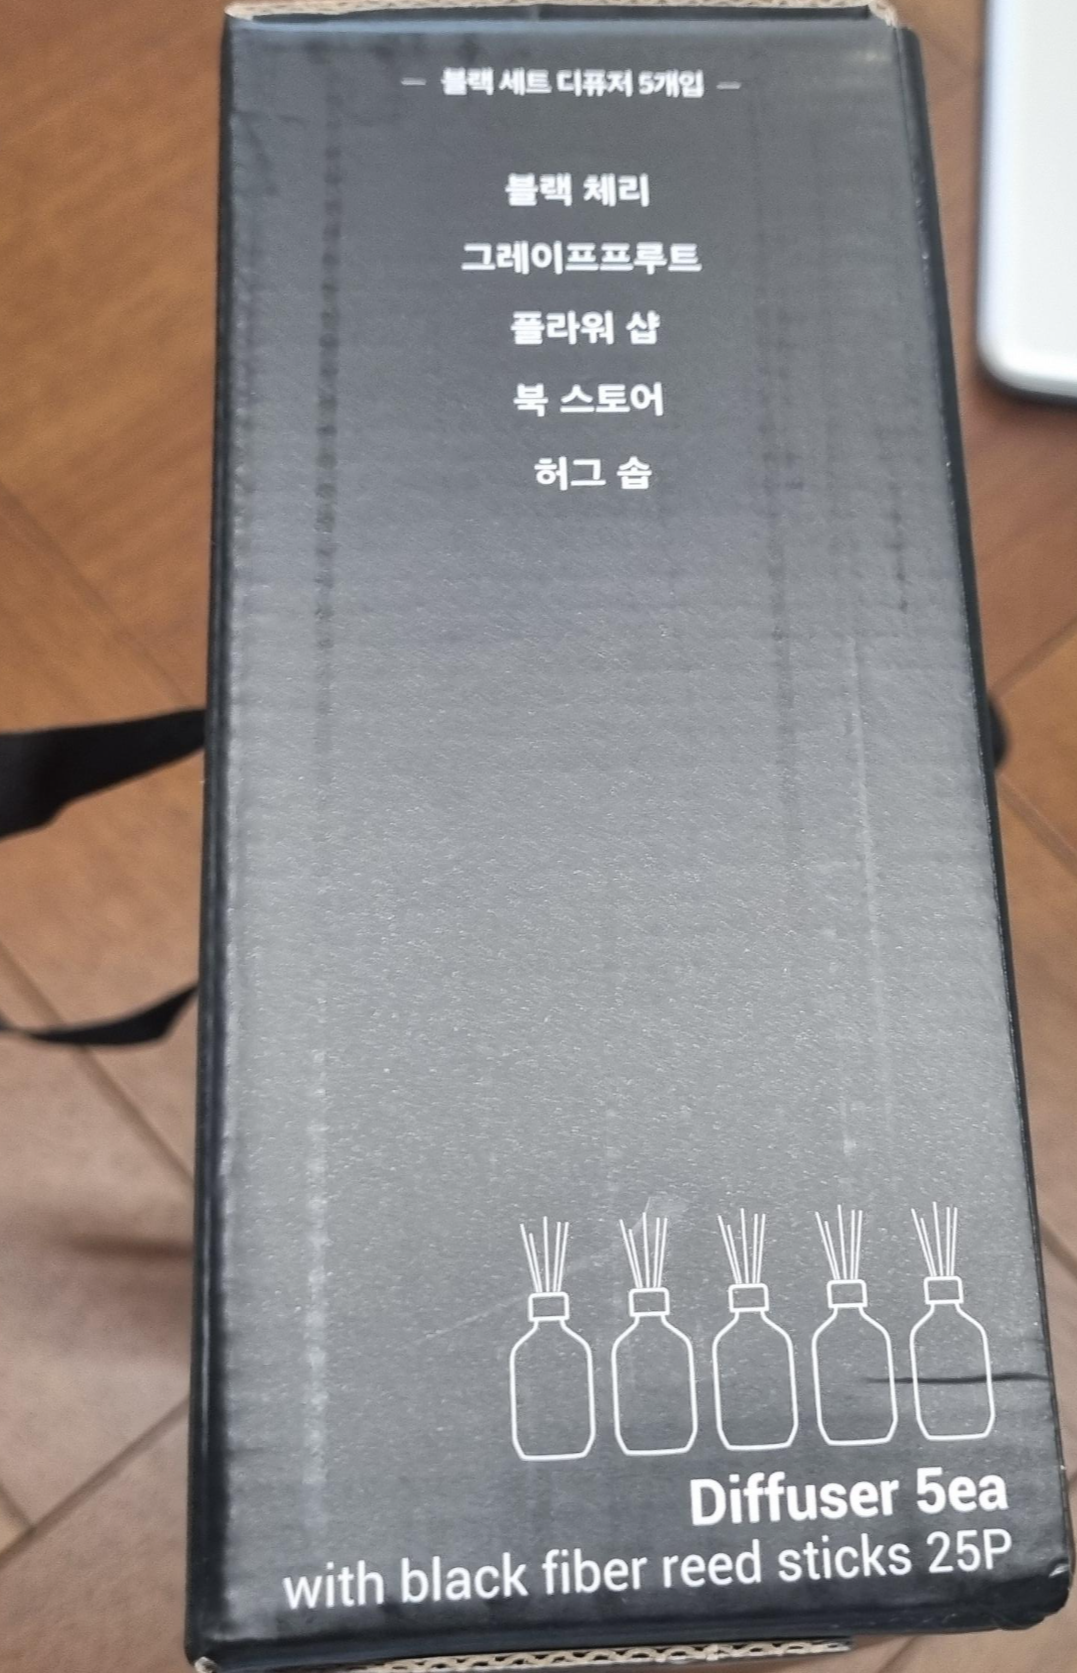 블랙 세트 디퓨저 5개입
블랙 체리
그레이프프루트
플라워 샵
북 스토어
허그 솝
Diffuser 5ea
with black fiber reed sticks 25P